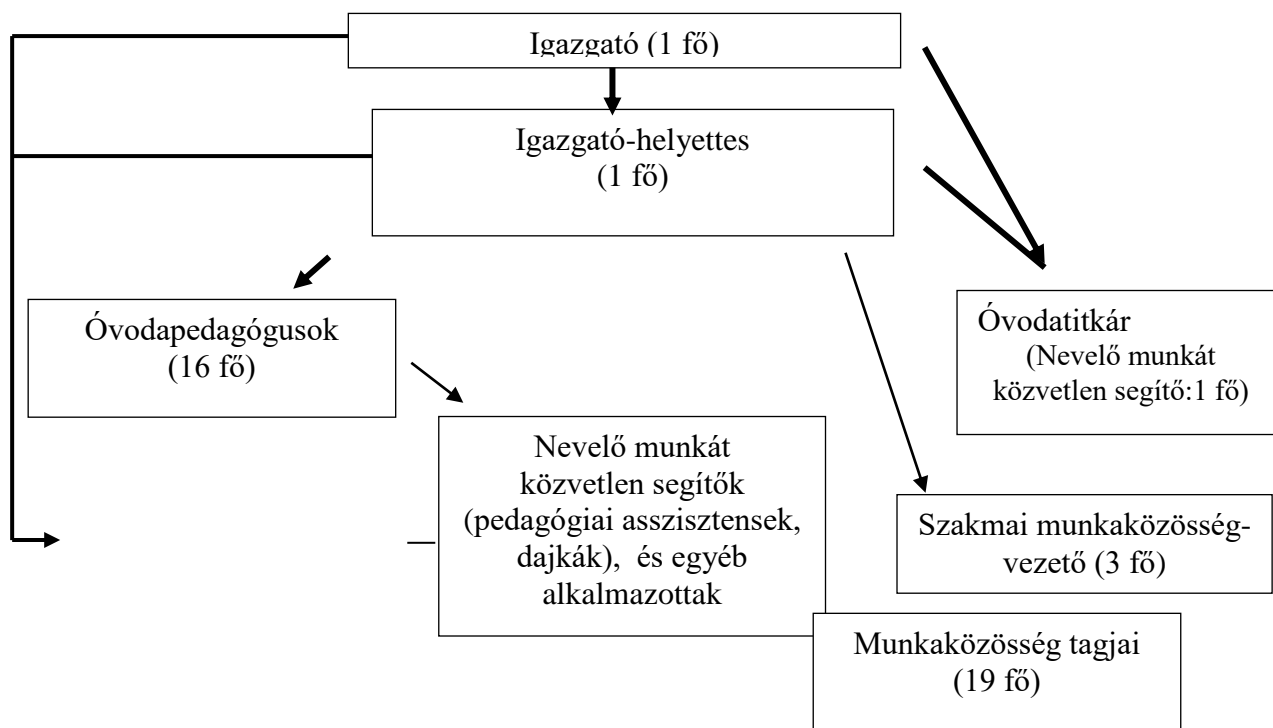 Igazgató (1 fő)
Igazgató-helyettes
(1 fő)
Óvodapedagógusok
(16 fő)
Óvodatitkár
(Nevelő munkát
közvetlen segítő:1 fő)
Nevelő munkát
közvetlen segítők
(pedagógiai asszisztensek,
dajkák), és egyéb
alkalmazottak
Szakmai munkaközösség-
vezető (3 fő)
Munkaközösség tagjai
(19 fő)